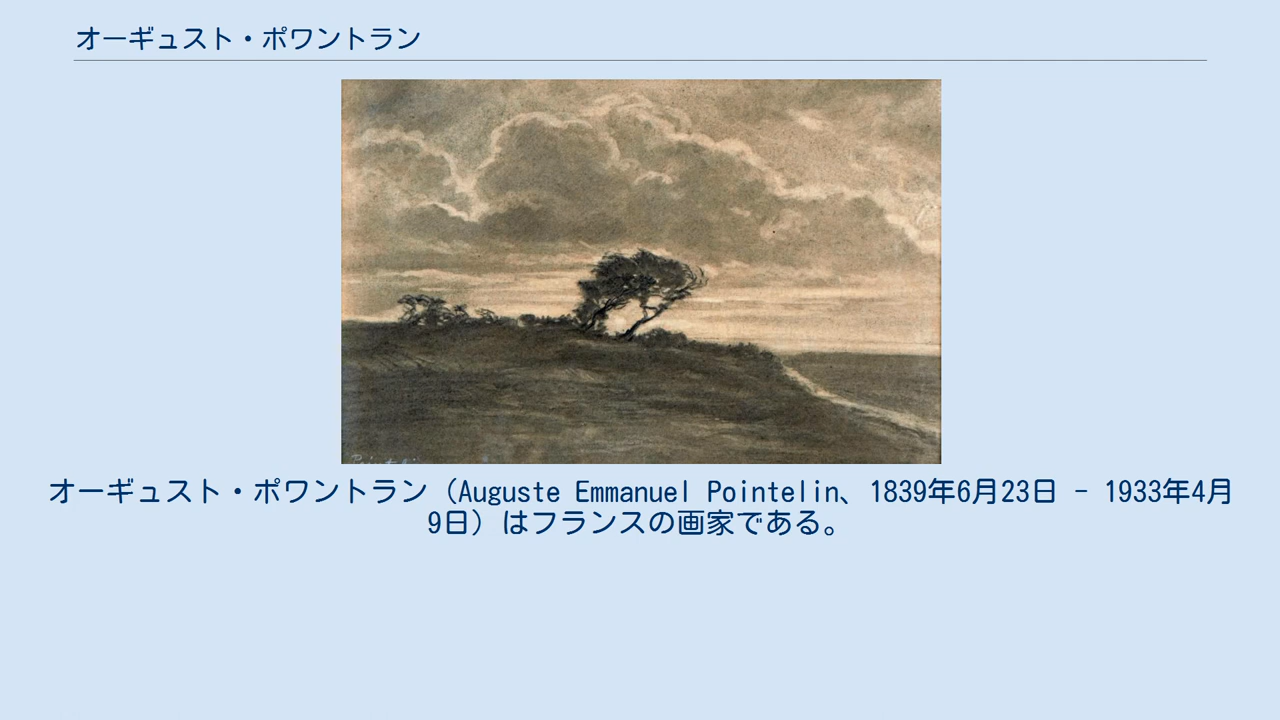 オーギュスト・ポワントラン
オーギュスト・ポワントラン（Auguste Emmanuel Pointelin、1839年6月23日 - 1933年4月
9日）はフランスの画家である。